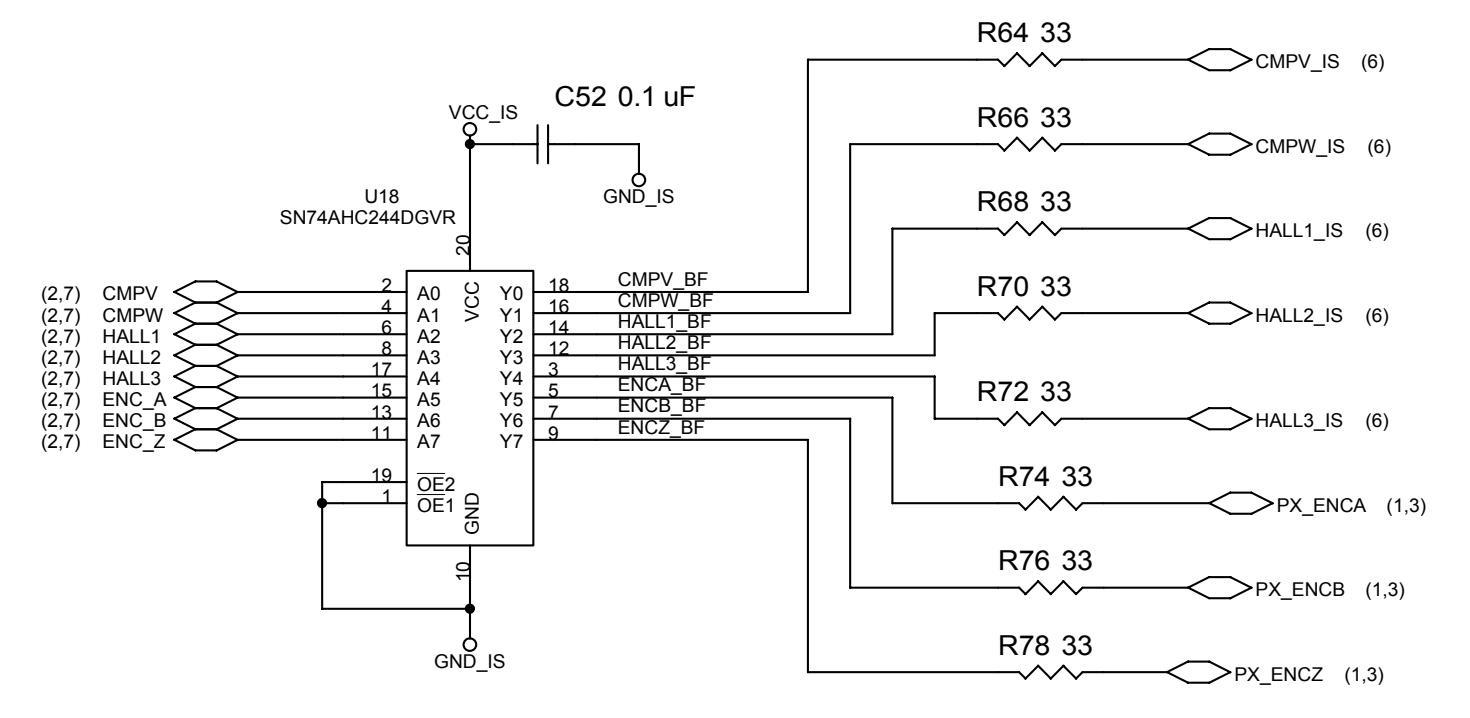 R64 33
CMPV_IS (6)
C52 0.1 uF
VCC_IS
R66 33
CMPW_IS (6)
GND_IS
U18
SN74AHC244DGVR
R68 33
HALL1_IS (6)
20
(2,7) CMPV 2 A0 VCC Y0 18 CMPV_BF
(2,7) CMPW 4 A1 Y1 16 CMPW_BF
(2,7) HALL1 6 A2 Y2 14 HALL1_BF
(2,7) HALL2 8 A3 Y3 12 HALL2_BF
(2,7) HALL3 17 A4 Y4 3 HALL3_BF
(2,7) ENC_A 15 A5 Y5 5 ENCA_BF
(2,7) ENC_B 13 A6 Y6 7 ENCB_BF
(2,7) ENC_Z 11 A7 Y7 9 ENCZ_BF
R70 33
HALL2_IS (6)
R72 33
HALL3_IS (6)
19 OE2
1 OE1
GND
10
GND_IS
R74 33
PX_ENCA (1,3)
R76 33
PX_ENCB (1,3)
R78 33
PX_ENCZ (1,3)